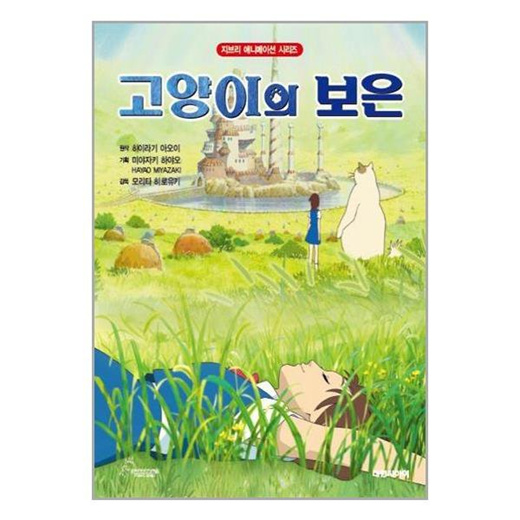 지브리 애니메이션 시리즈
고양이의 보은
원작 히이라기 아오이
기획 미야자키 하야오
HAYAO MIYAZAKI
감독 모리타 히로유키
대원씨아이